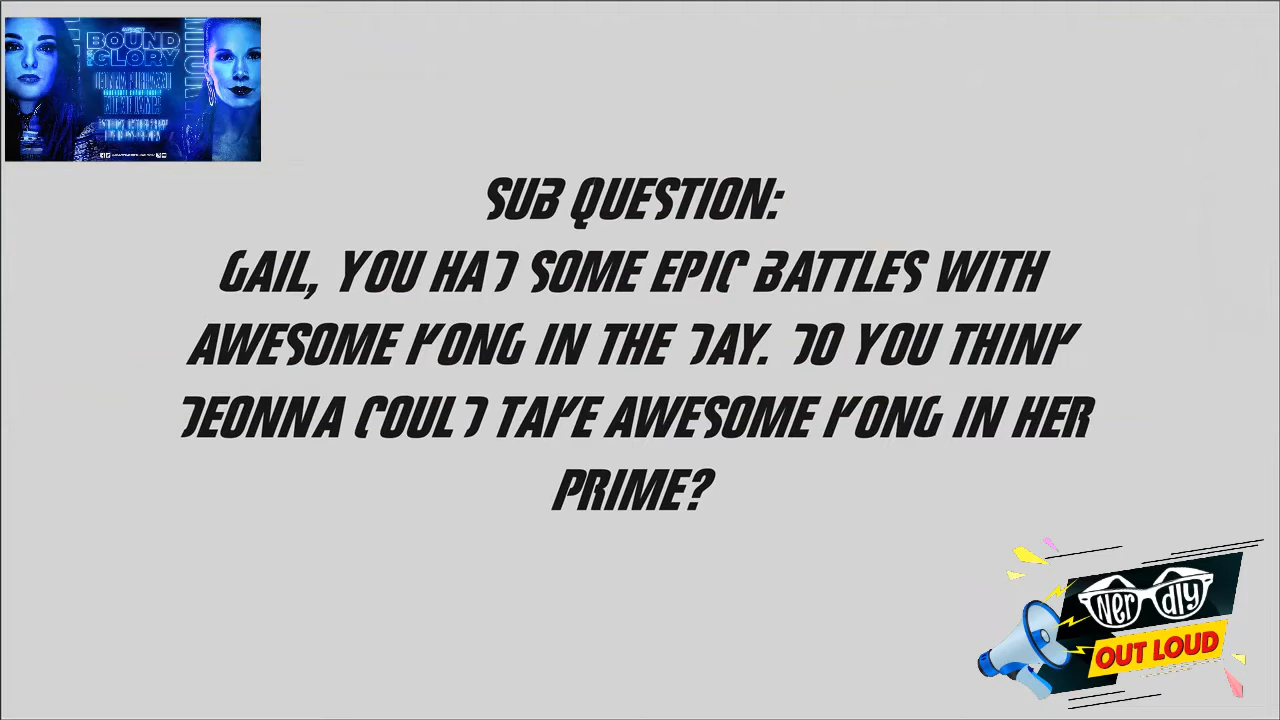 BOUND
FOR GLORY
SUB QUESTION:
GAIL, YOU HAD SOME EPIC BATTLES WITH
AWESOME KONG IN THE DAY. DO YOU THINK
DEONNA COULD TAKE AWESOME KONG IN HER
PRIME?
Nerdly
OUT LOUD